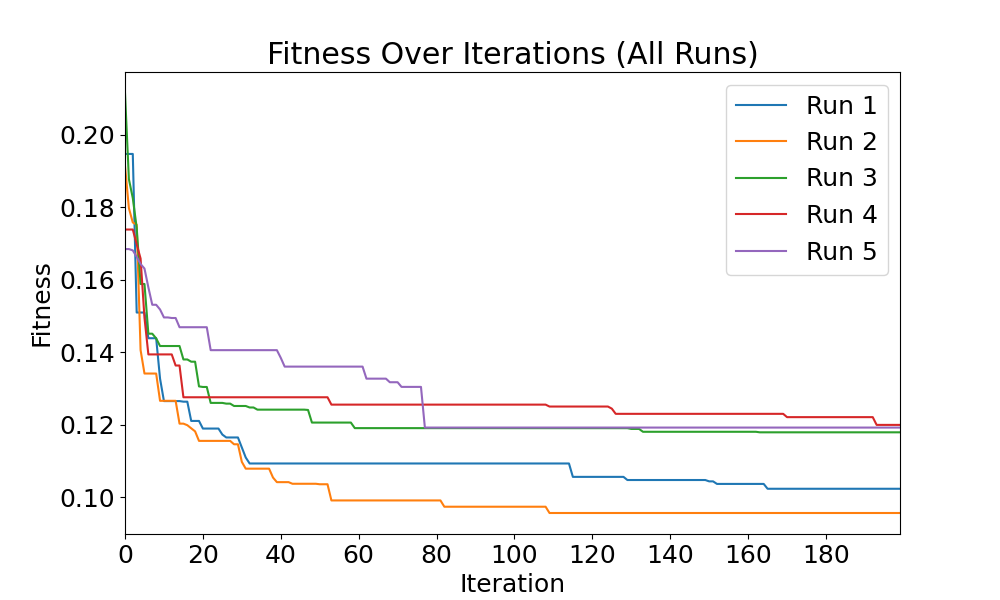 Fitness Over Iterations (All Runs)
Run 1
Run 2
Run 3
Run 4
Run 5
0.20
0.18
0.16
0.14
0.12
0.10
Fitness
0 20 40 60 80 100 120 140 160 180
Iteration